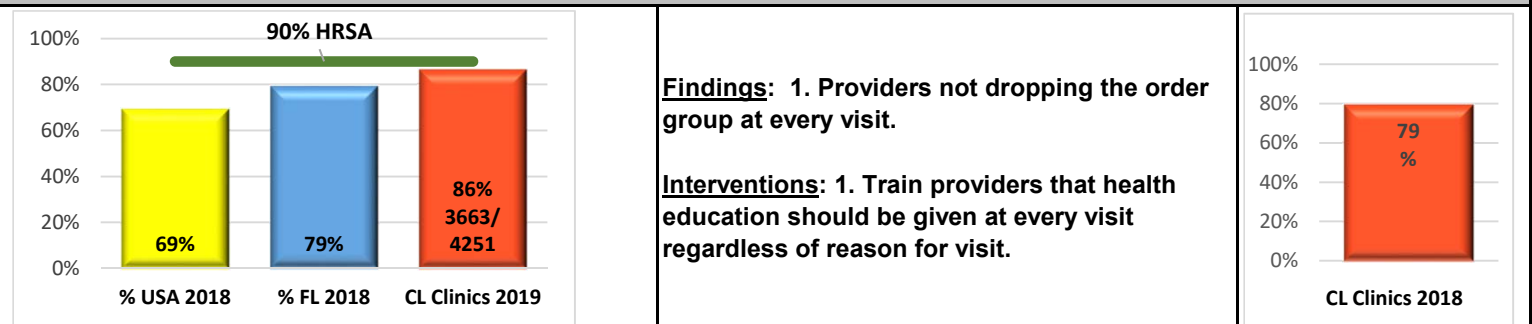 90% HRSA
100%
80%
60%
40%
20%
0%
69%
79%
86%
3663/
4251
% USA 2018
% FL 2018
CL Clinics 2019
Findings: 1. Providers not dropping the order
group at every visit.
Interventions: 1. Train providers that health
education should be given at every visit
regardless of reason for visit.
100%
80%
60%
40%
20%
0%
79
%
CL Clinics 2018